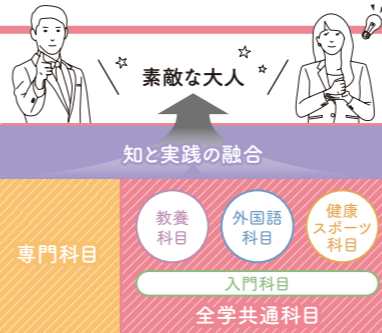 素敵な大人
知と実践の融合
専門科目
教養
科目
外国語
科目
健康
スポーツ
科目
入門科目
全学共通科目